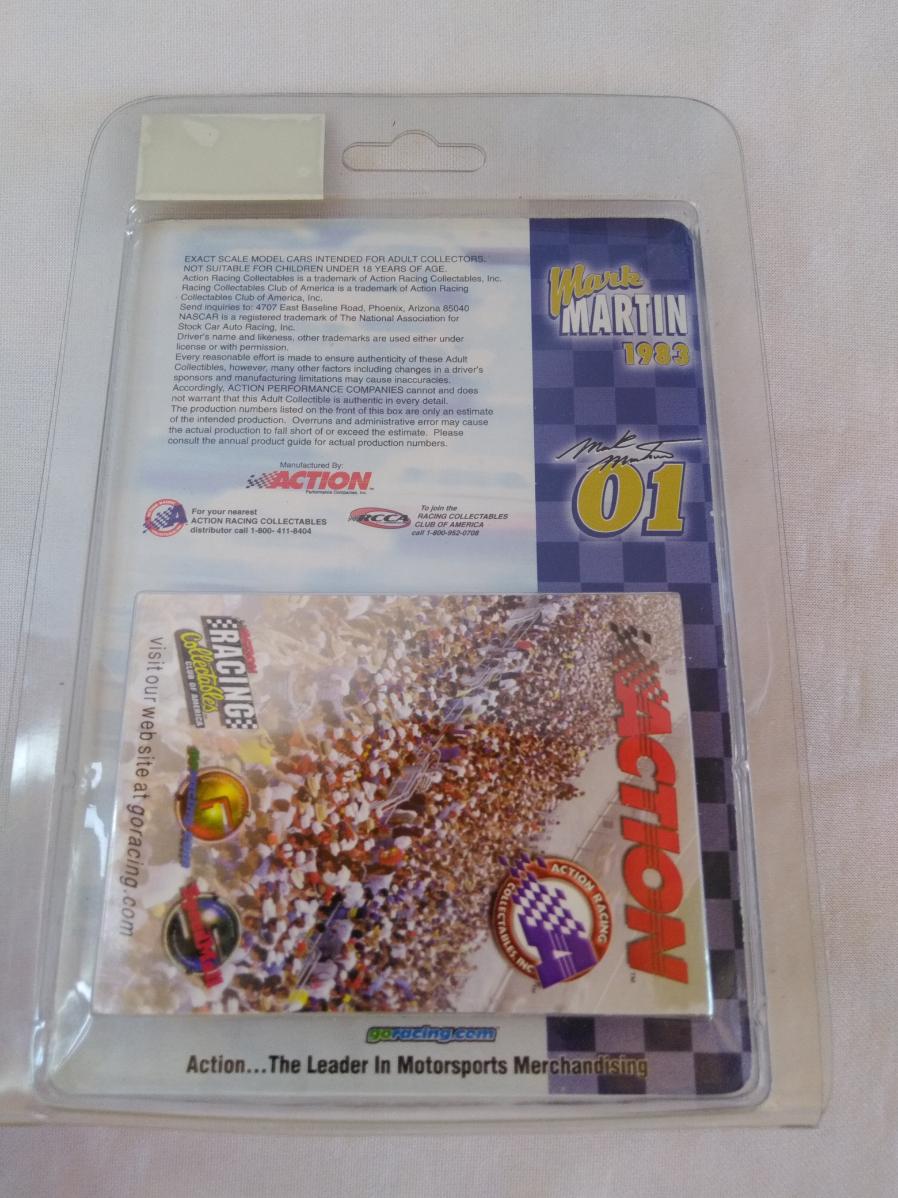 EXACT SCALE MODEL CARS INTENDED FOR ADULT COLLECTORS.
NOT SUITABLE FOR CHILDREN UNDER 18 YEARS OF AGE.
Action Racing Collectables is a trademark of Action Racing Collectables, Inc.
Racing Collectables Club of America is a trademark of Action Racing
Collectables Club of America, Inc.
Send inquiries to: 4707 East Baseline Road, Phoenix, Arizona 85040
NASCAR is a registered trademark of The National Association for
Stock Car Auto Racing, Inc.
Driver's name and likeness, other trademarks are used either under
license or with permission.
Every reasonable effort is made to ensure authenticity of these Adult
Collectibles, however, many other factors including changes in a driver's
sponsors and manufacturing limitations may cause inaccuracies.
Accordingly, ACTION PERFORMANCE COMPANIES cannot and does
not warrant that this Adult Collectible is authentic in every detail.
The production numbers listed on the front of this box are only an estimate
of the intended production. Overruns and administrative error may cause
the actual production to fall short of or exceed the estimate. Please
consult the annual product guide for actual production numbers.
Manufactured By:
ACTION™
Performance Companies, Inc.
For your nearest
ACTION RACING COLLECTABLES
distributor call 1-800- 411-8404
RCCA
To join the
RACING COLLECTABLES
CLUB OF AMERICA
call 1-800-952-0708
Mark
MARTIN
1983
Mark Martin
01
ACTION™
ACTION RACING
COLLECTABLES, INC.
™
RACING
Collectables
CLUB OF AMERICA
visit our web site at goracing.com
goracing.com
Action...The Leader In Motorsports Merchandising